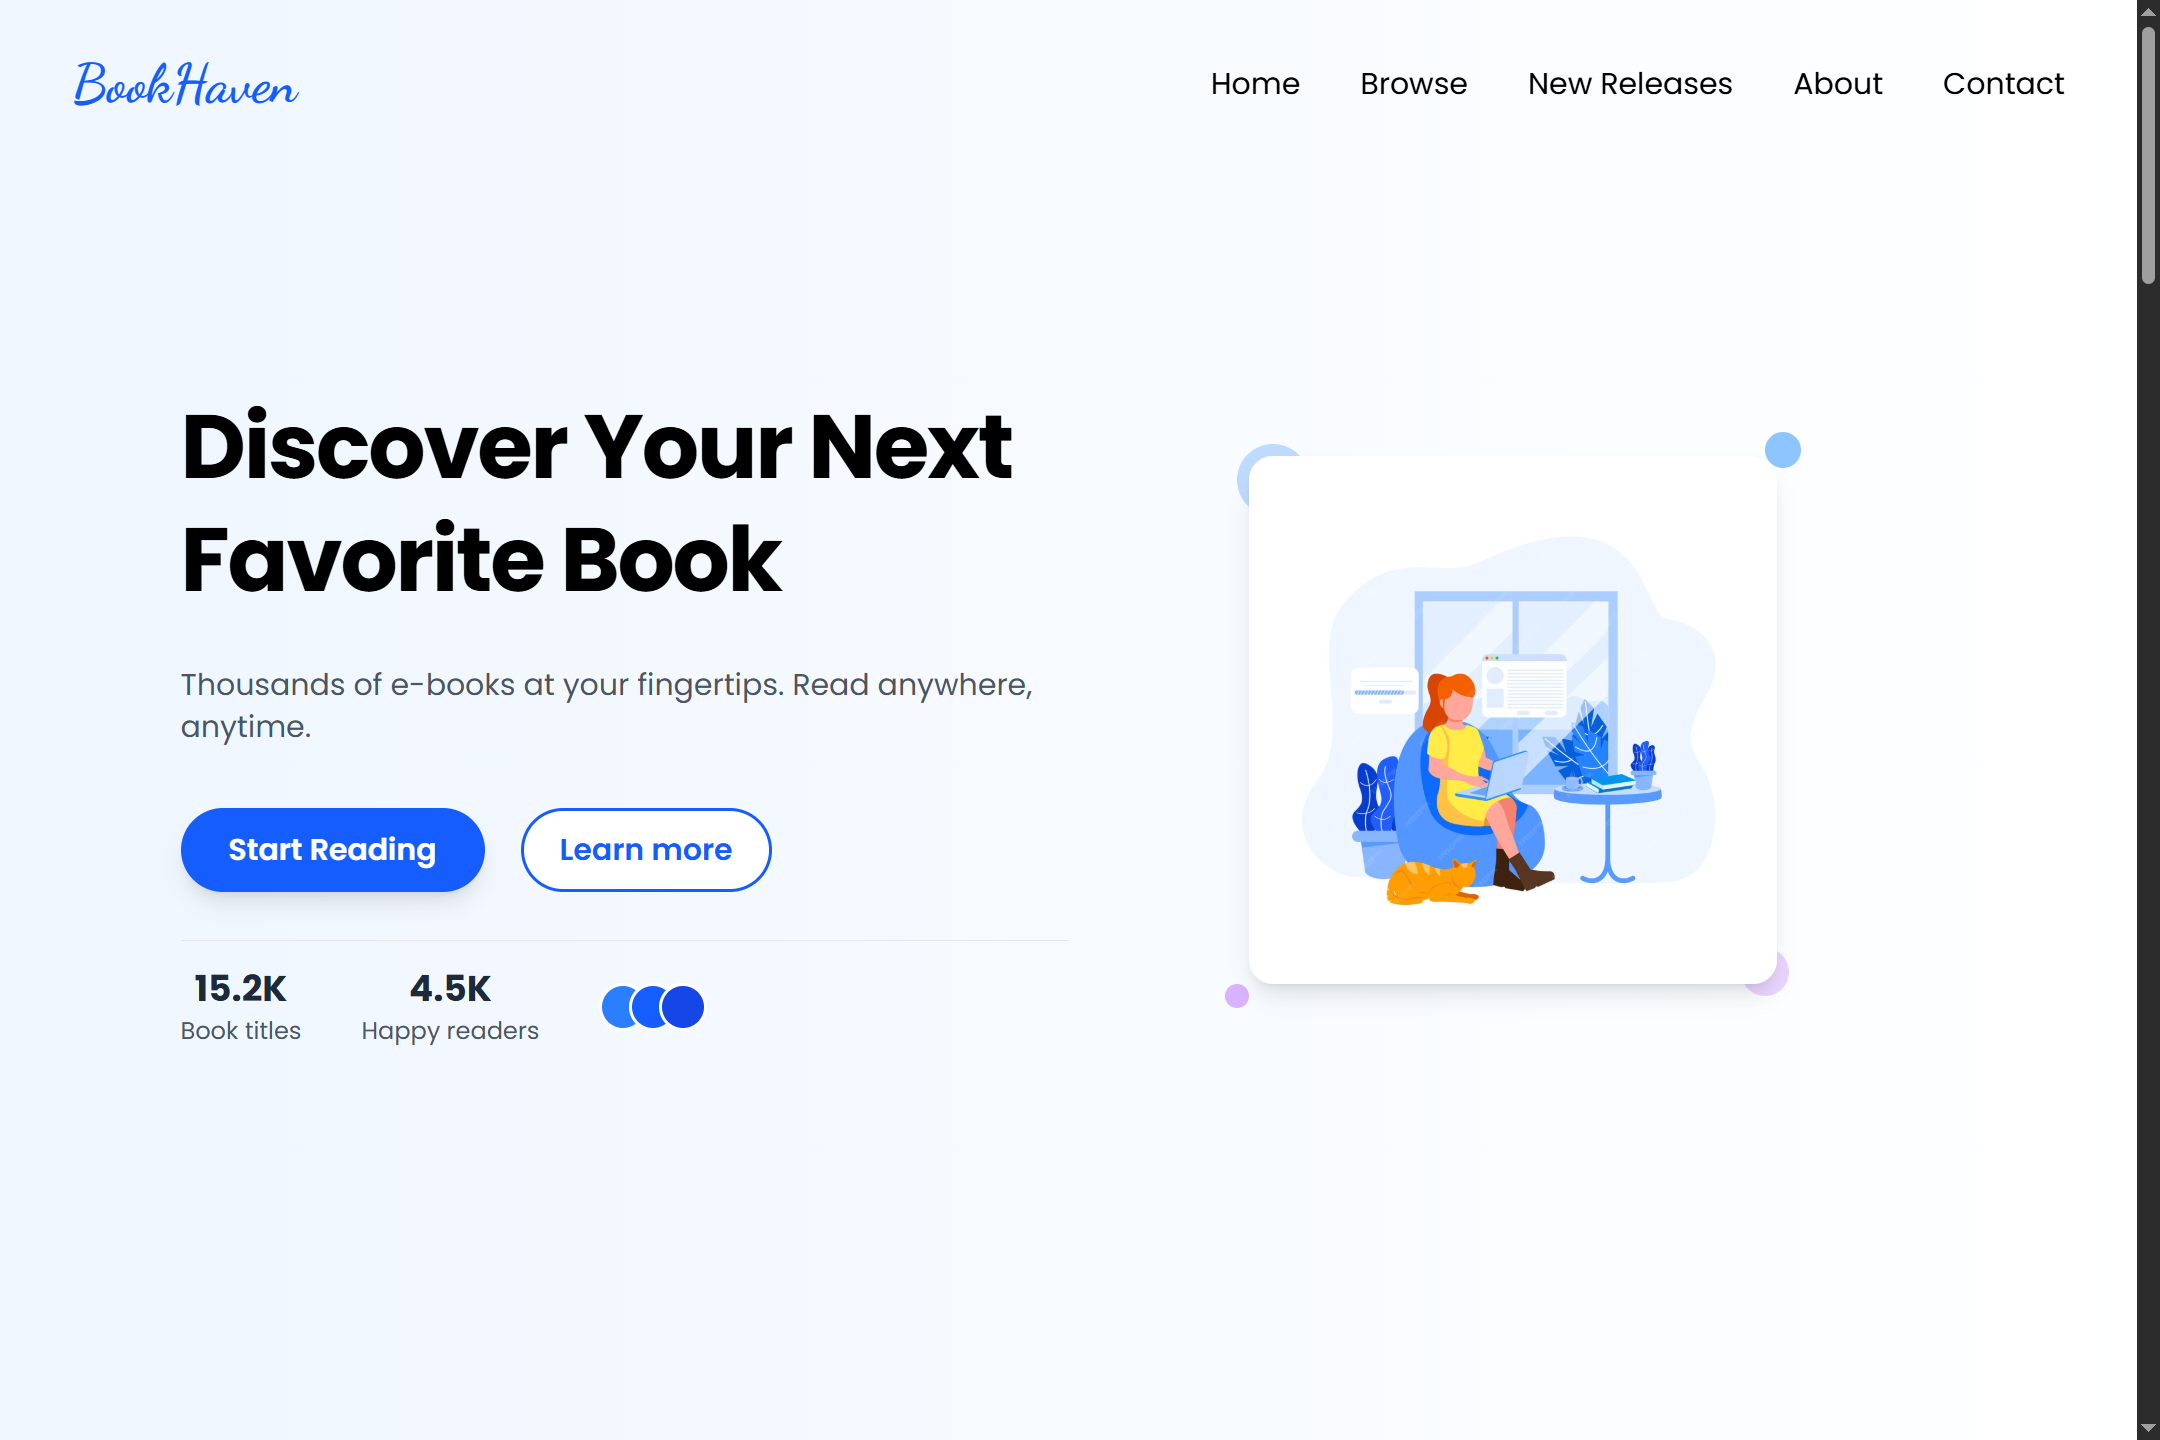 BookHaven
Home Browse New Releases About Contact
Discover Your Next
Favorite Book
Thousands of e-books at your fingertips. Read anywhere,
anytime.
Start Reading Learn more
15.2K 4.5K
Book titles Happy readers